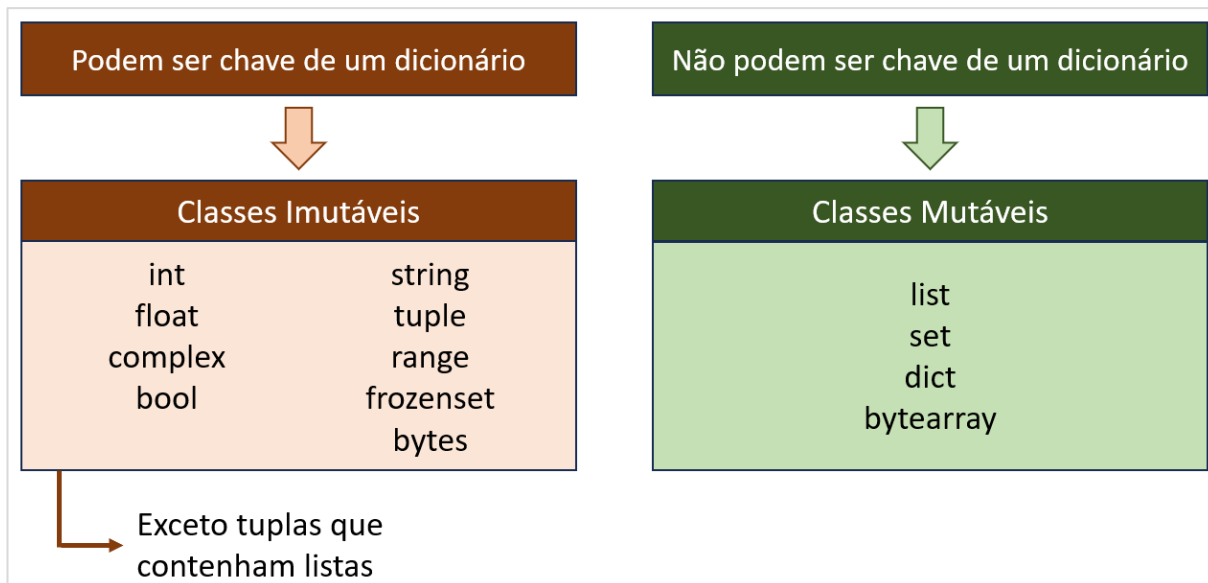 Podem ser chave de um dicionário
Não podem ser chave de um dicionário
Classes Imutáveis
int
float
complex
bool
string
tuple
range
frozenset
bytes
Exceto tuplas que
contenham listas
Classes Mutáveis
list
set
dict
bytearray